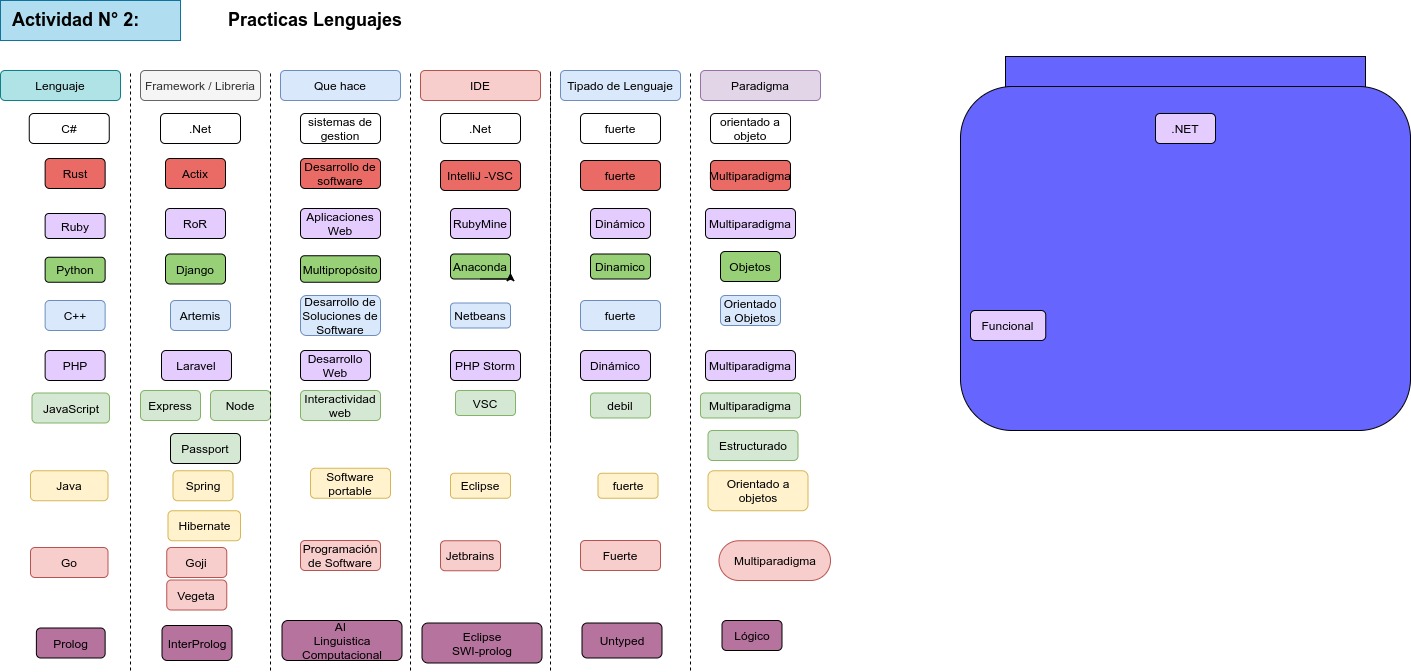 Actividad N° 2:
Practicas Lenguajes
Lenguaje
Framework / Libreria
Que hace
IDE
Tipado de Lenguaje
Paradigma
C#
.Net
sistemas de
gestion
.Net
fuerte
orientado a
objeto
Rust
Actix
Desarrollo de
software
IntelliJ -VSC
fuerte
Multiparadigma
Ruby
RoR
Aplicaciones
Web
RubyMine
Dinámico
Multiparadigma
Python
Django
Multipropósito
Anaconda
Dinamico
Objetos
C++
Artemis
Desarrollo de
Soluciones de
Software
Netbeans
fuerte
Orientado
a Objetos
PHP
Laravel
Desarrollo
Web
PHP Storm
Dinámico
Multiparadigma
JavaScript
Express
Node
Passport
Interactividad
web
VSC
debil
Multiparadigma
Estructurado
Java
Spring
Hibernate
Software
portable
Eclipse
fuerte
Orientado a
objetos
Go
Goji
Vegeta
Programación
de Software
Jetbrains
Fuerte
Multiparadigma
Prolog
InterProlog
AI
Linguistica
Computacional
Eclipse
SWI-prolog
Untyped
Lógico
.NET
Funcional